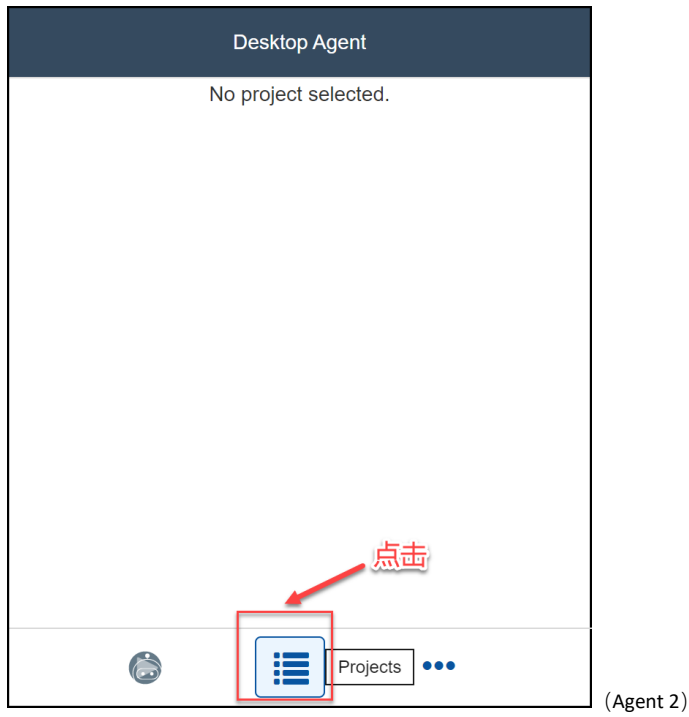 Desktop Agent
No project selected.
点击
Projects
（Agent 2）